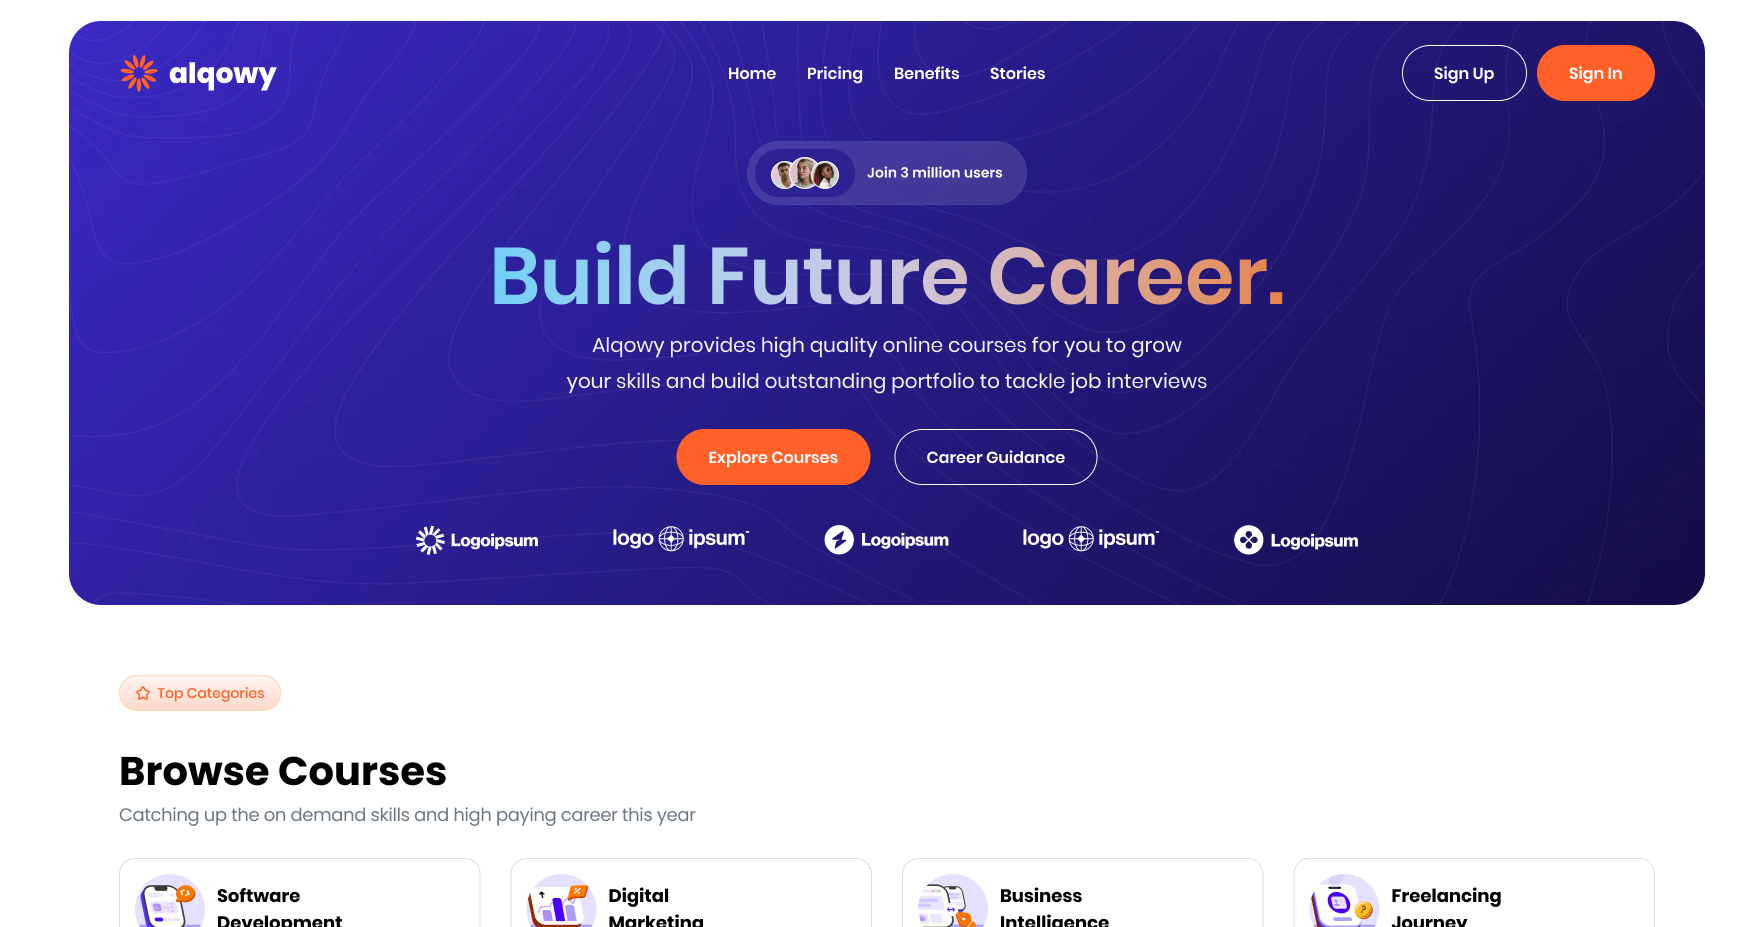 alqowy
Home Pricing Benefits Stories
Sign Up Sign In
Join 3 million users
Build Future Career.
Alqowy provides high quality online courses for you to grow
your skills and build outstanding portfolio to tackle job interviews
Explore Courses Career Guidance
Logoipsum logo ipsum Logoipsum logo ipsum Logoipsum
Top Categories
Browse Courses
Catching up the on demand skills and high paying career this year
Software
Development
Digital
Marketing
Business
Intelligence
Freelancing
Journey